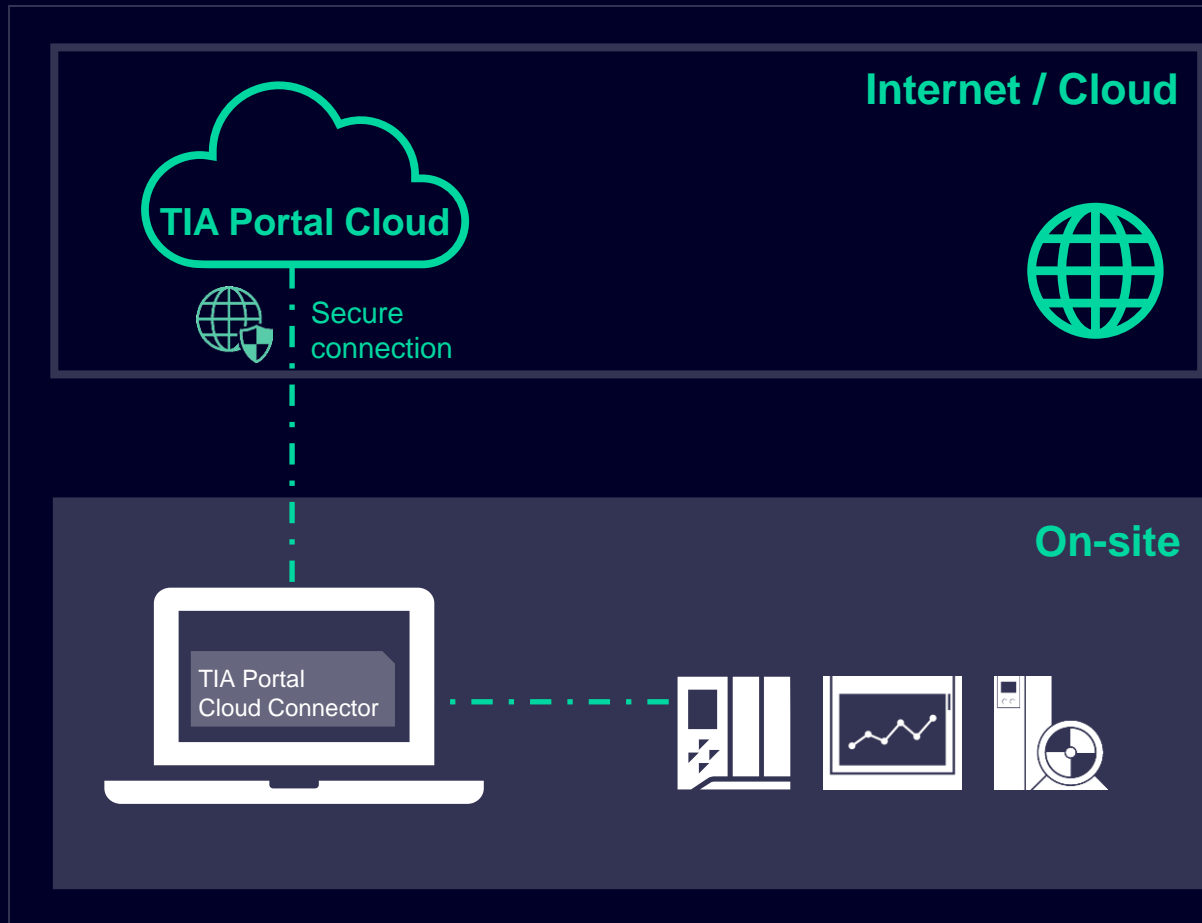 Internet / Cloud
TIA Portal Cloud
Secure
connection
On-site
TIA Portal
Cloud Connector